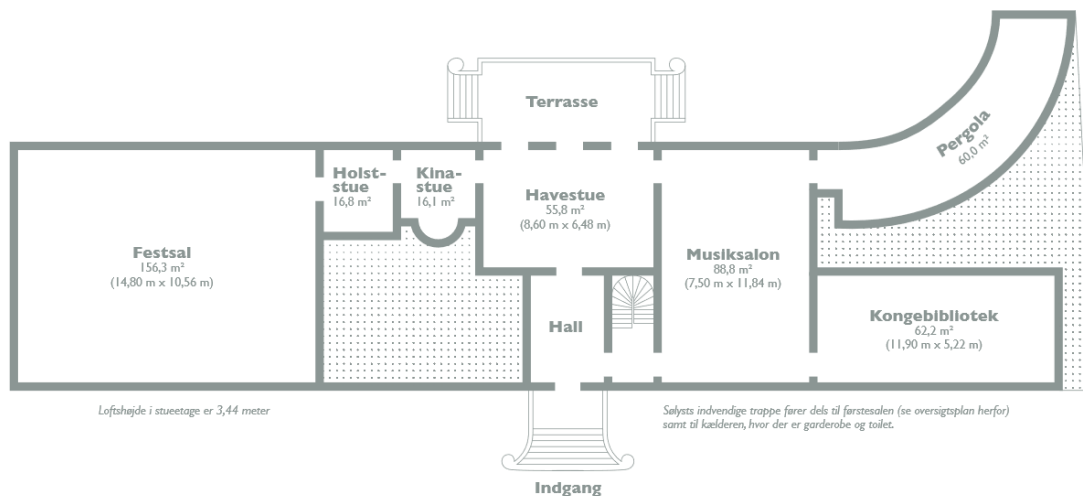 Terrasse
Pergola
60,0 m²
Holst-
stue
16,8 m²
Kina-
stue
16,1 m²
Havestue
55,8 m²
(8,60 m x 6,48 m)
Festsal
156,3 m²
(14,80 m x 10,56 m)
Musiksalon
88,8 m²
(7,50 m x 11,84 m)
Hall
Kongebibliotek
62,2 m²
(11,90 m x 5,22 m)
Loftshøjde i stueetage er 3,44 meter
Sølysts indvendige trappe fører dels til førstesalen (se oversigtsplan herfor)
samt til kælderen, hvor der er garderobe og toilet.
Indgang